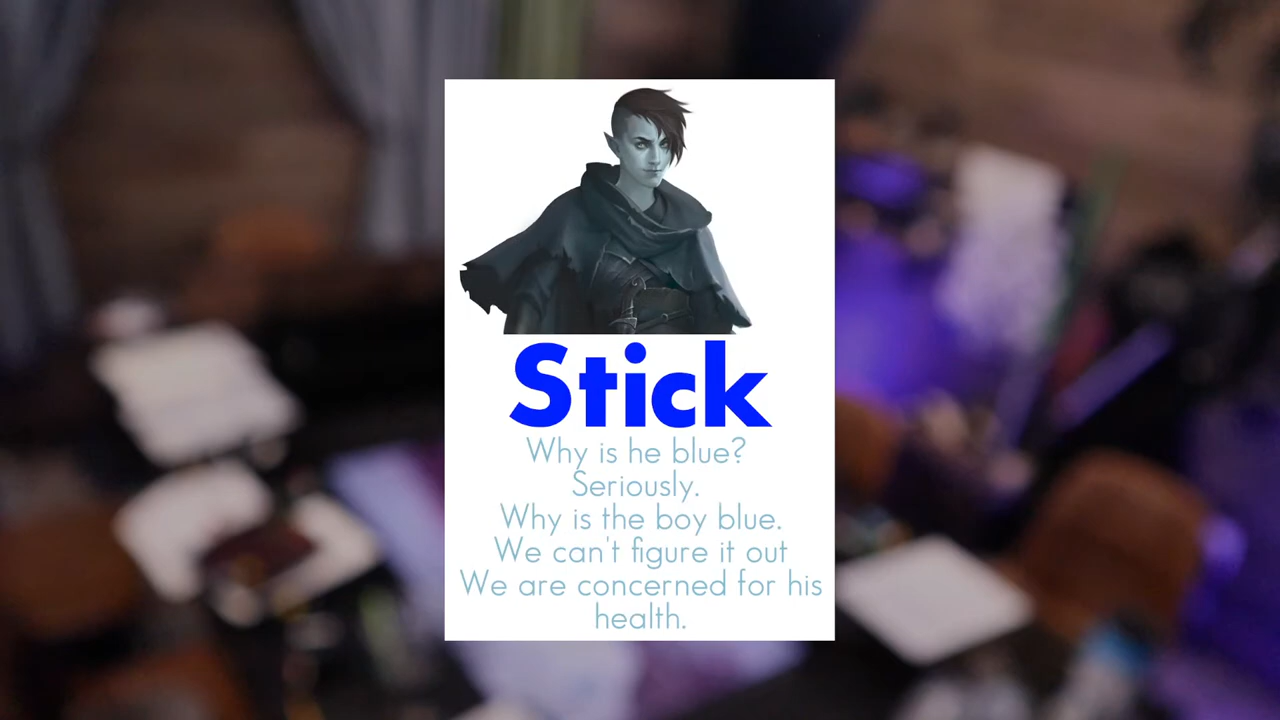 Stick
Why is he blue?
Seriously.
Why is the boy blue.
We can't figure it out
We are concerned for his
health.